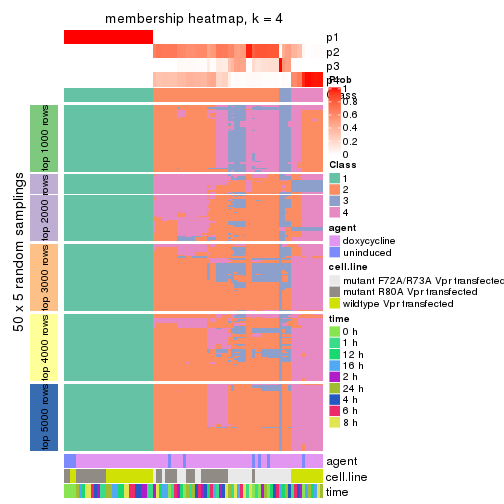 membership heatmap, k = 4
p1
p2
p3
p4
Prob
Class
1
0.8
0.6
0.4
0.2
0
Class
1
2
3
4
agent
doxycycline
uninduced
cell.line
mutant F72A/R73A Vpr transfected
mutant R80A Vpr transfected
wildtype Vpr transfected
time
0 h
1 h
12 h
16 h
2 h
24 h
4 h
6 h
8 h
50 x 5 random samplings
top 1000 rows
top 2000 rows
top 3000 rows
top 4000 rows
top 5000 rows
agent
cell.line
time